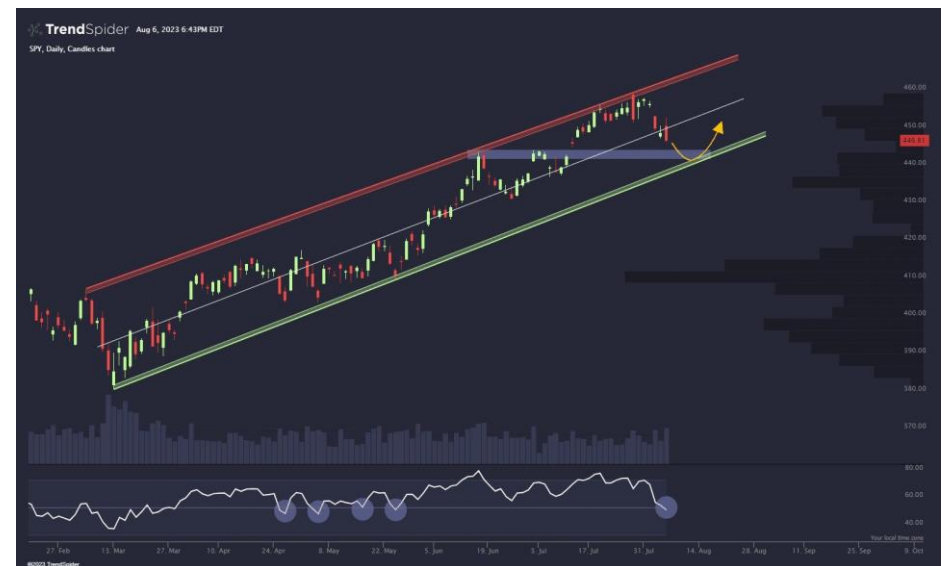 TrendSpider Aug 6, 2023 6:43PM EDT
SPY, Daily, Candles chart
460.00
450.00
446.81
440.00
430.00
420.00
410.00
400.00
390.00
380.00
370.00
80.00
60.00
40.00
Your local time zone
27. Feb 13. Mar 27. Mar 10. Apr 24. Apr 8. May 22. May 5. Jun 19. Jun 5. Jul 17. Jul 31. Jul 14. Aug 28. Aug 11. Sep 25. Sep 9. Oct
©2023 TrendSpider